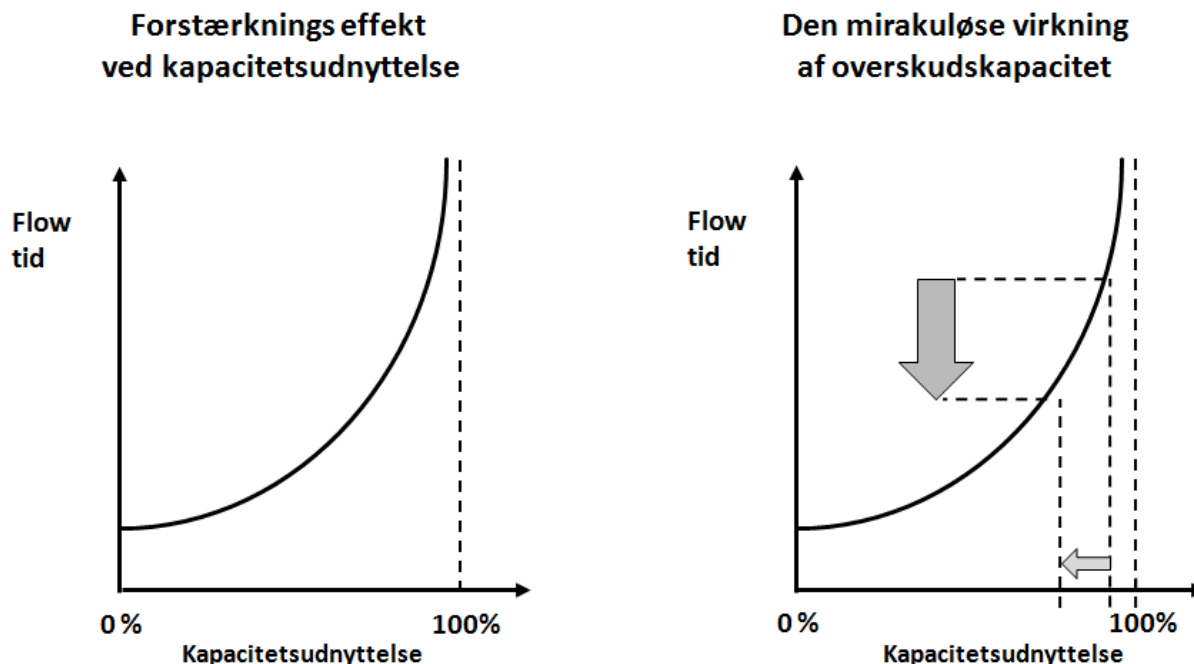 Forstærknings effekt
ved kapacitetsudnyttelse
Flow
tid
0 %
100%
Kapacitetsudnyttelse
Den mirakuløse virkning
af overskudskapacitet
Flow
tid
0 %
100%
Kapacitetsudnyttelse